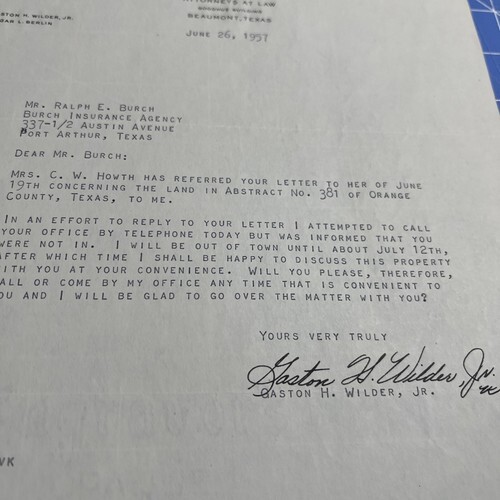 ATTORNEYS AT LAW
BEAUMONT, TEXAS
GASTON H. WILDER, JR.
L. BERLIN
JUNE 26, 1957
MR. RALPH E. BURCH
BURCH INSURANCE AGENCY
337-1/2 AUSTIN AVENUE
PORT ARTHUR, TEXAS
DEAR MR. BURCH:
MRS. C. W. HOWTH HAS REFERRED YOUR LETTER TO HER OF JUNE
19TH CONCERNING THE LAND IN ABSTRACT NO. 381 OF ORANGE
COUNTY, TEXAS, TO ME.
IN AN EFFORT TO REPLY TO YOUR LETTER I ATTEMPTED TO CALL
YOUR OFFICE BY TELEPHONE TODAY BUT WAS INFORMED THAT YOU
WERE NOT IN. I WILL BE OUT OF TOWN UNTIL ABOUT JULY 12TH,
AFTER WHICH TIME I SHALL BE HAPPY TO DISCUSS THIS PROPERTY
WITH YOU AT YOUR CONVENIENCE. WILL YOU PLEASE, THEREFORE,
CALL OR COME BY MY OFFICE ANY TIME THAT IS CONVENIENT TO
YOU AND I WILL BE GLAD TO GO OVER THE MATTER WITH YOU?
YOURS VERY TRULY
Gaston H. Wilder, Jr.
GASTON H. WILDER, JR.
WK